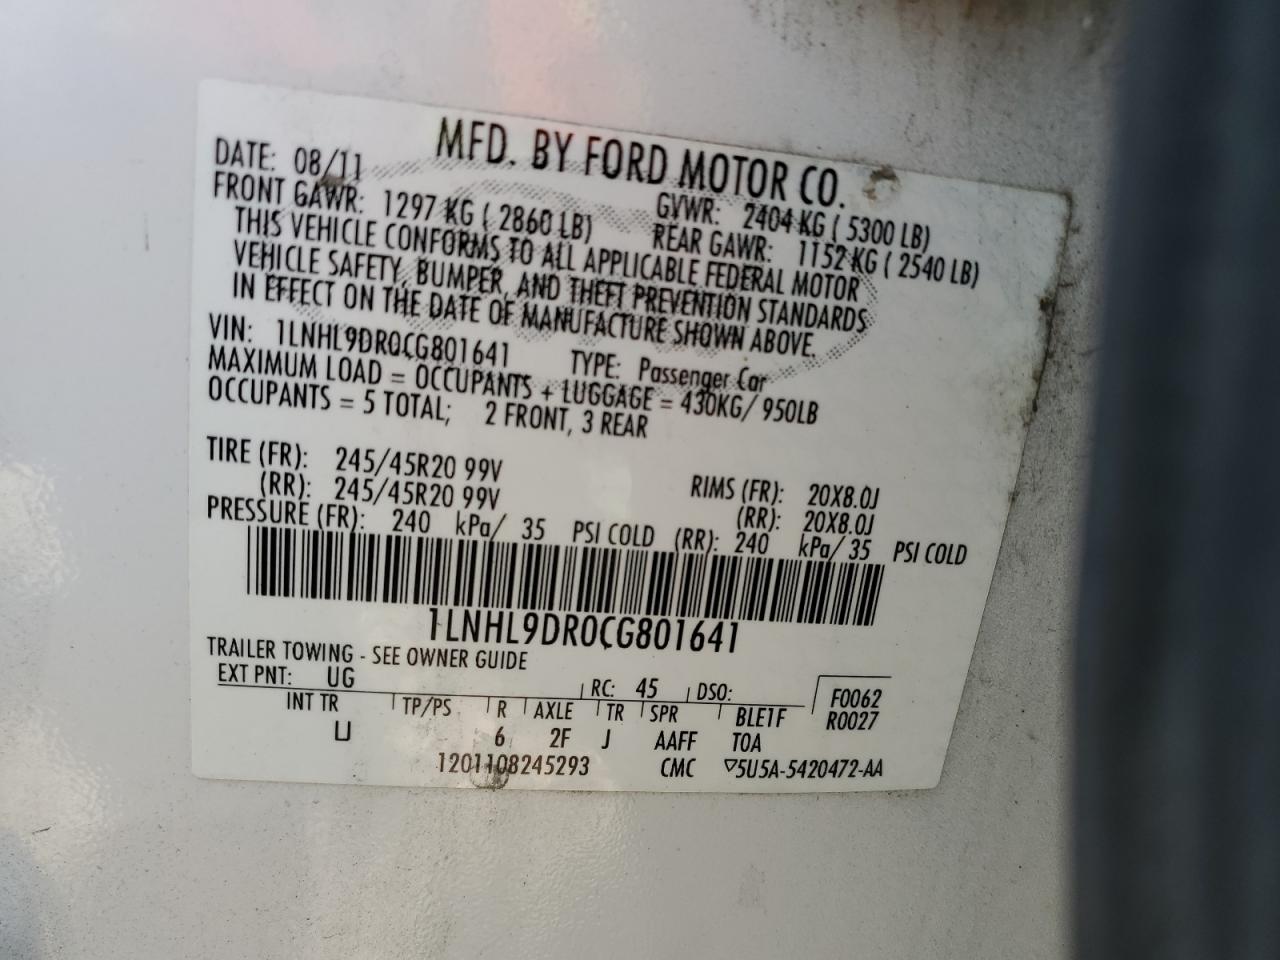 MFD. BY FORD MOTOR CO.
DATE: 08/11 GVWR: 2404 KG ( 5300 LB)
FRONT GAWR: 1297 KG ( 2860 LB) REAR GAWR: 1152 KG ( 2540 LB)
THIS VEHICLE CONFORMS TO ALL APPLICABLE FEDERAL MOTOR
VEHICLE SAFETY, BUMPER, AND THEFT PREVENTION STANDARDS
IN EFFECT ON THE DATE OF MANUFACTURE SHOWN ABOVE.
VIN: 1LNHL9DR0CG801641 TYPE: Passenger Car
MAXIMUM LOAD = OCCUPANTS + LUGGAGE = 430KG/ 950LB
OCCUPANTS = 5 TOTAL; 2 FRONT, 3 REAR
TIRE (FR): 245/45R20 99V RIMS (FR): 20X8.0J
(RR): 245/45R20 99V (RR): 20X8.0J
PRESSURE (FR): 240 kPa/ 35 PSI COLD (RR): 240 kPa/ 35 PSI COLD
1LNHL9DR0CG801641
TRAILER TOWING - SEE OWNER GUIDE
EXT PNT: UG RC: 45 DSO: F0062
INT TR TP/PS R AXLE TR SPR BLE1F R0027
U 6 2F J AAFF T0A
1201108245293 CMC ▽5U5A-5420472-AA